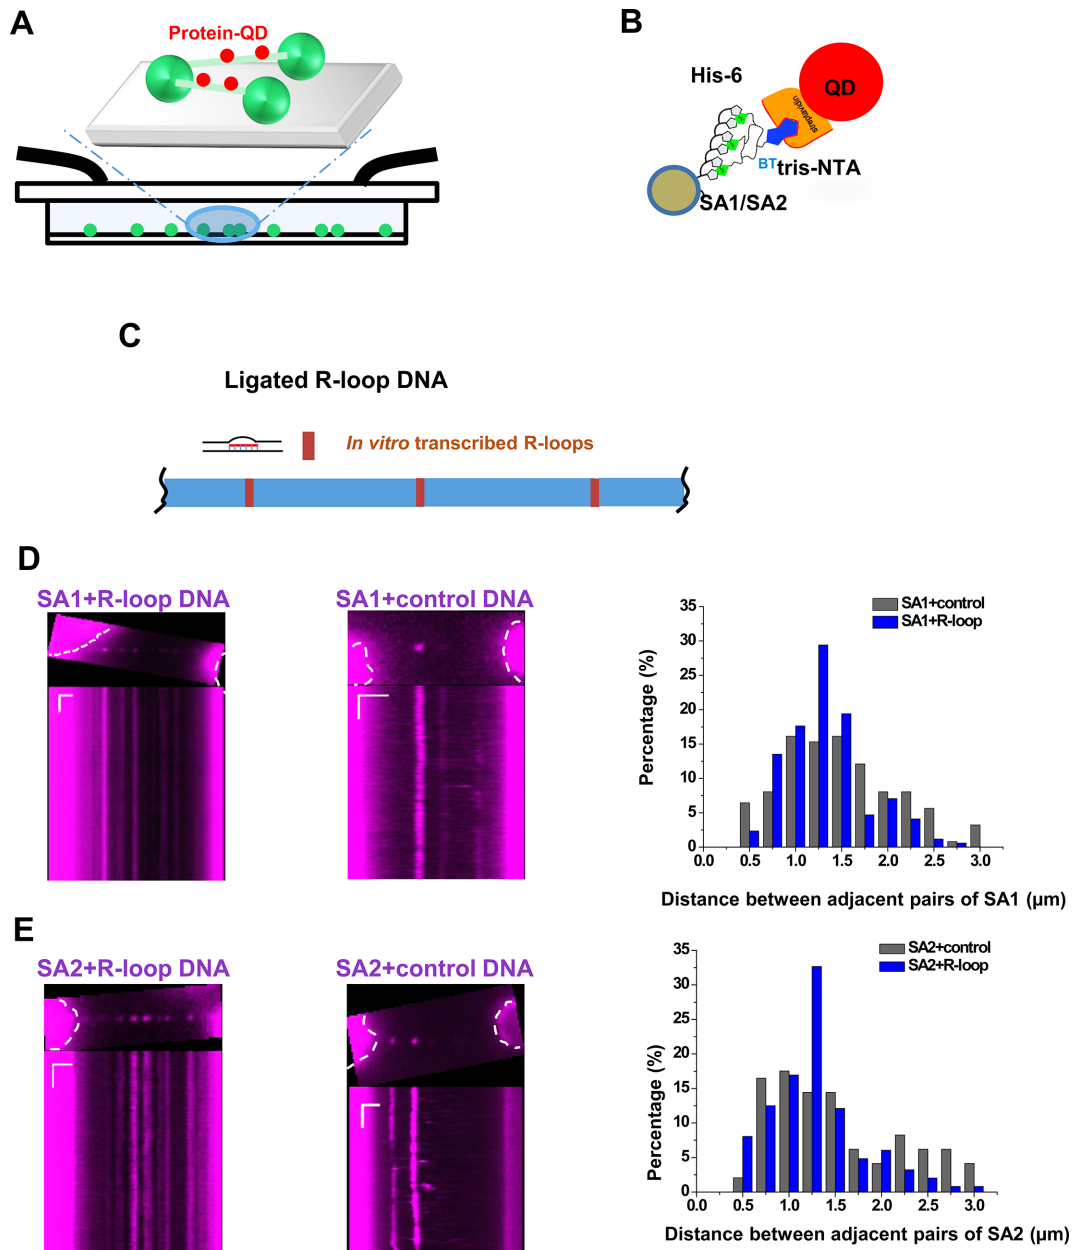 A
Protein-QD
B
His-6
QD
streptavidin
BTtris-NTA
SA1/SA2
C
Ligated R-loop DNA
In vitro transcribed R-loops
D
SA1+R-loop DNA
SA1+control DNA
SA1+control
SA1+R-loop
Percentage (%)
35
30
25
20
15
10
5
0
0.0 0.5 1.0 1.5 2.0 2.5 3.0
Distance between adjacent pairs of SA1 (µm)
E
SA2+R-loop DNA
SA2+control DNA
SA2+control
SA2+R-loop
Percentage (%)
35
30
25
20
15
10
5
0
0.0 0.5 1.0 1.5 2.0 2.5 3.0
Distance between adjacent pairs of SA2 (µm)